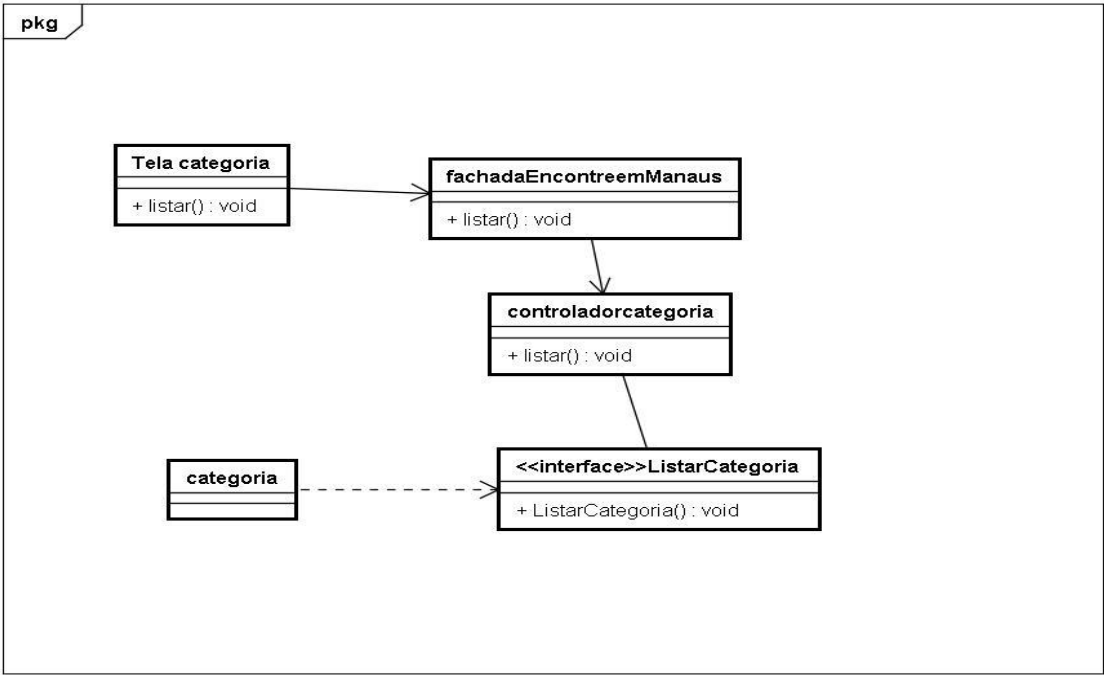 pkg
Tela categoria
+ listar() : void
fachadaEncontreemManaus
+ listar() : void
controladorcategoria
+ listar() : void
categoria
<<interface>>ListarCategoria
+ ListarCategoria() : void